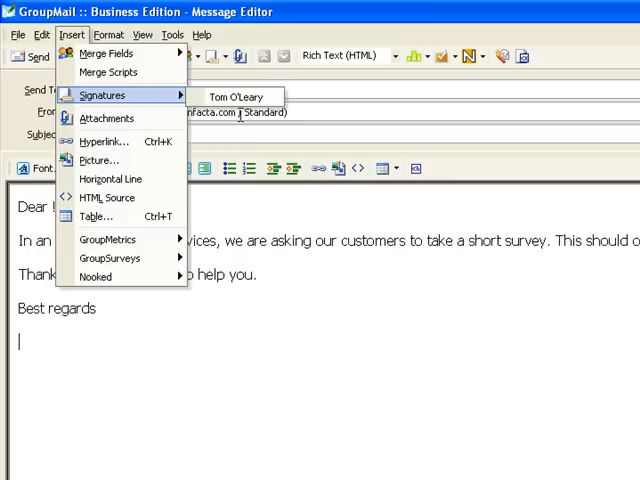 GroupMail :: Business Edition - Message Editor
File Edit Insert Format View Tools Help
Send Rich Text (HTML)
Merge Fields
Merge Scripts
Send To
Signatures Tom O'Leary
From nfacta.com ( Standard)
Attachments
Subject
Hyperlink... Ctrl+K
Picture...
Font.
Horizontal Line
HTML Source
Dear !
Table... Ctrl+T
In an vices, we are asking our customers to take a short survey. This should
GroupMetrics
GroupSurveys
Thank o help you.
Nooked
Best regards